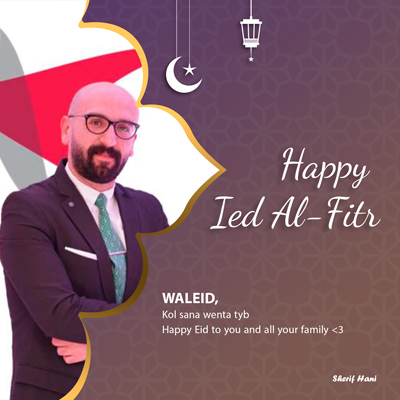 Happy
Ied Al-Fitr
WALEID,
Kol sana wenta tyb
Happy Eid to you and all your family <3
Sherif Hani